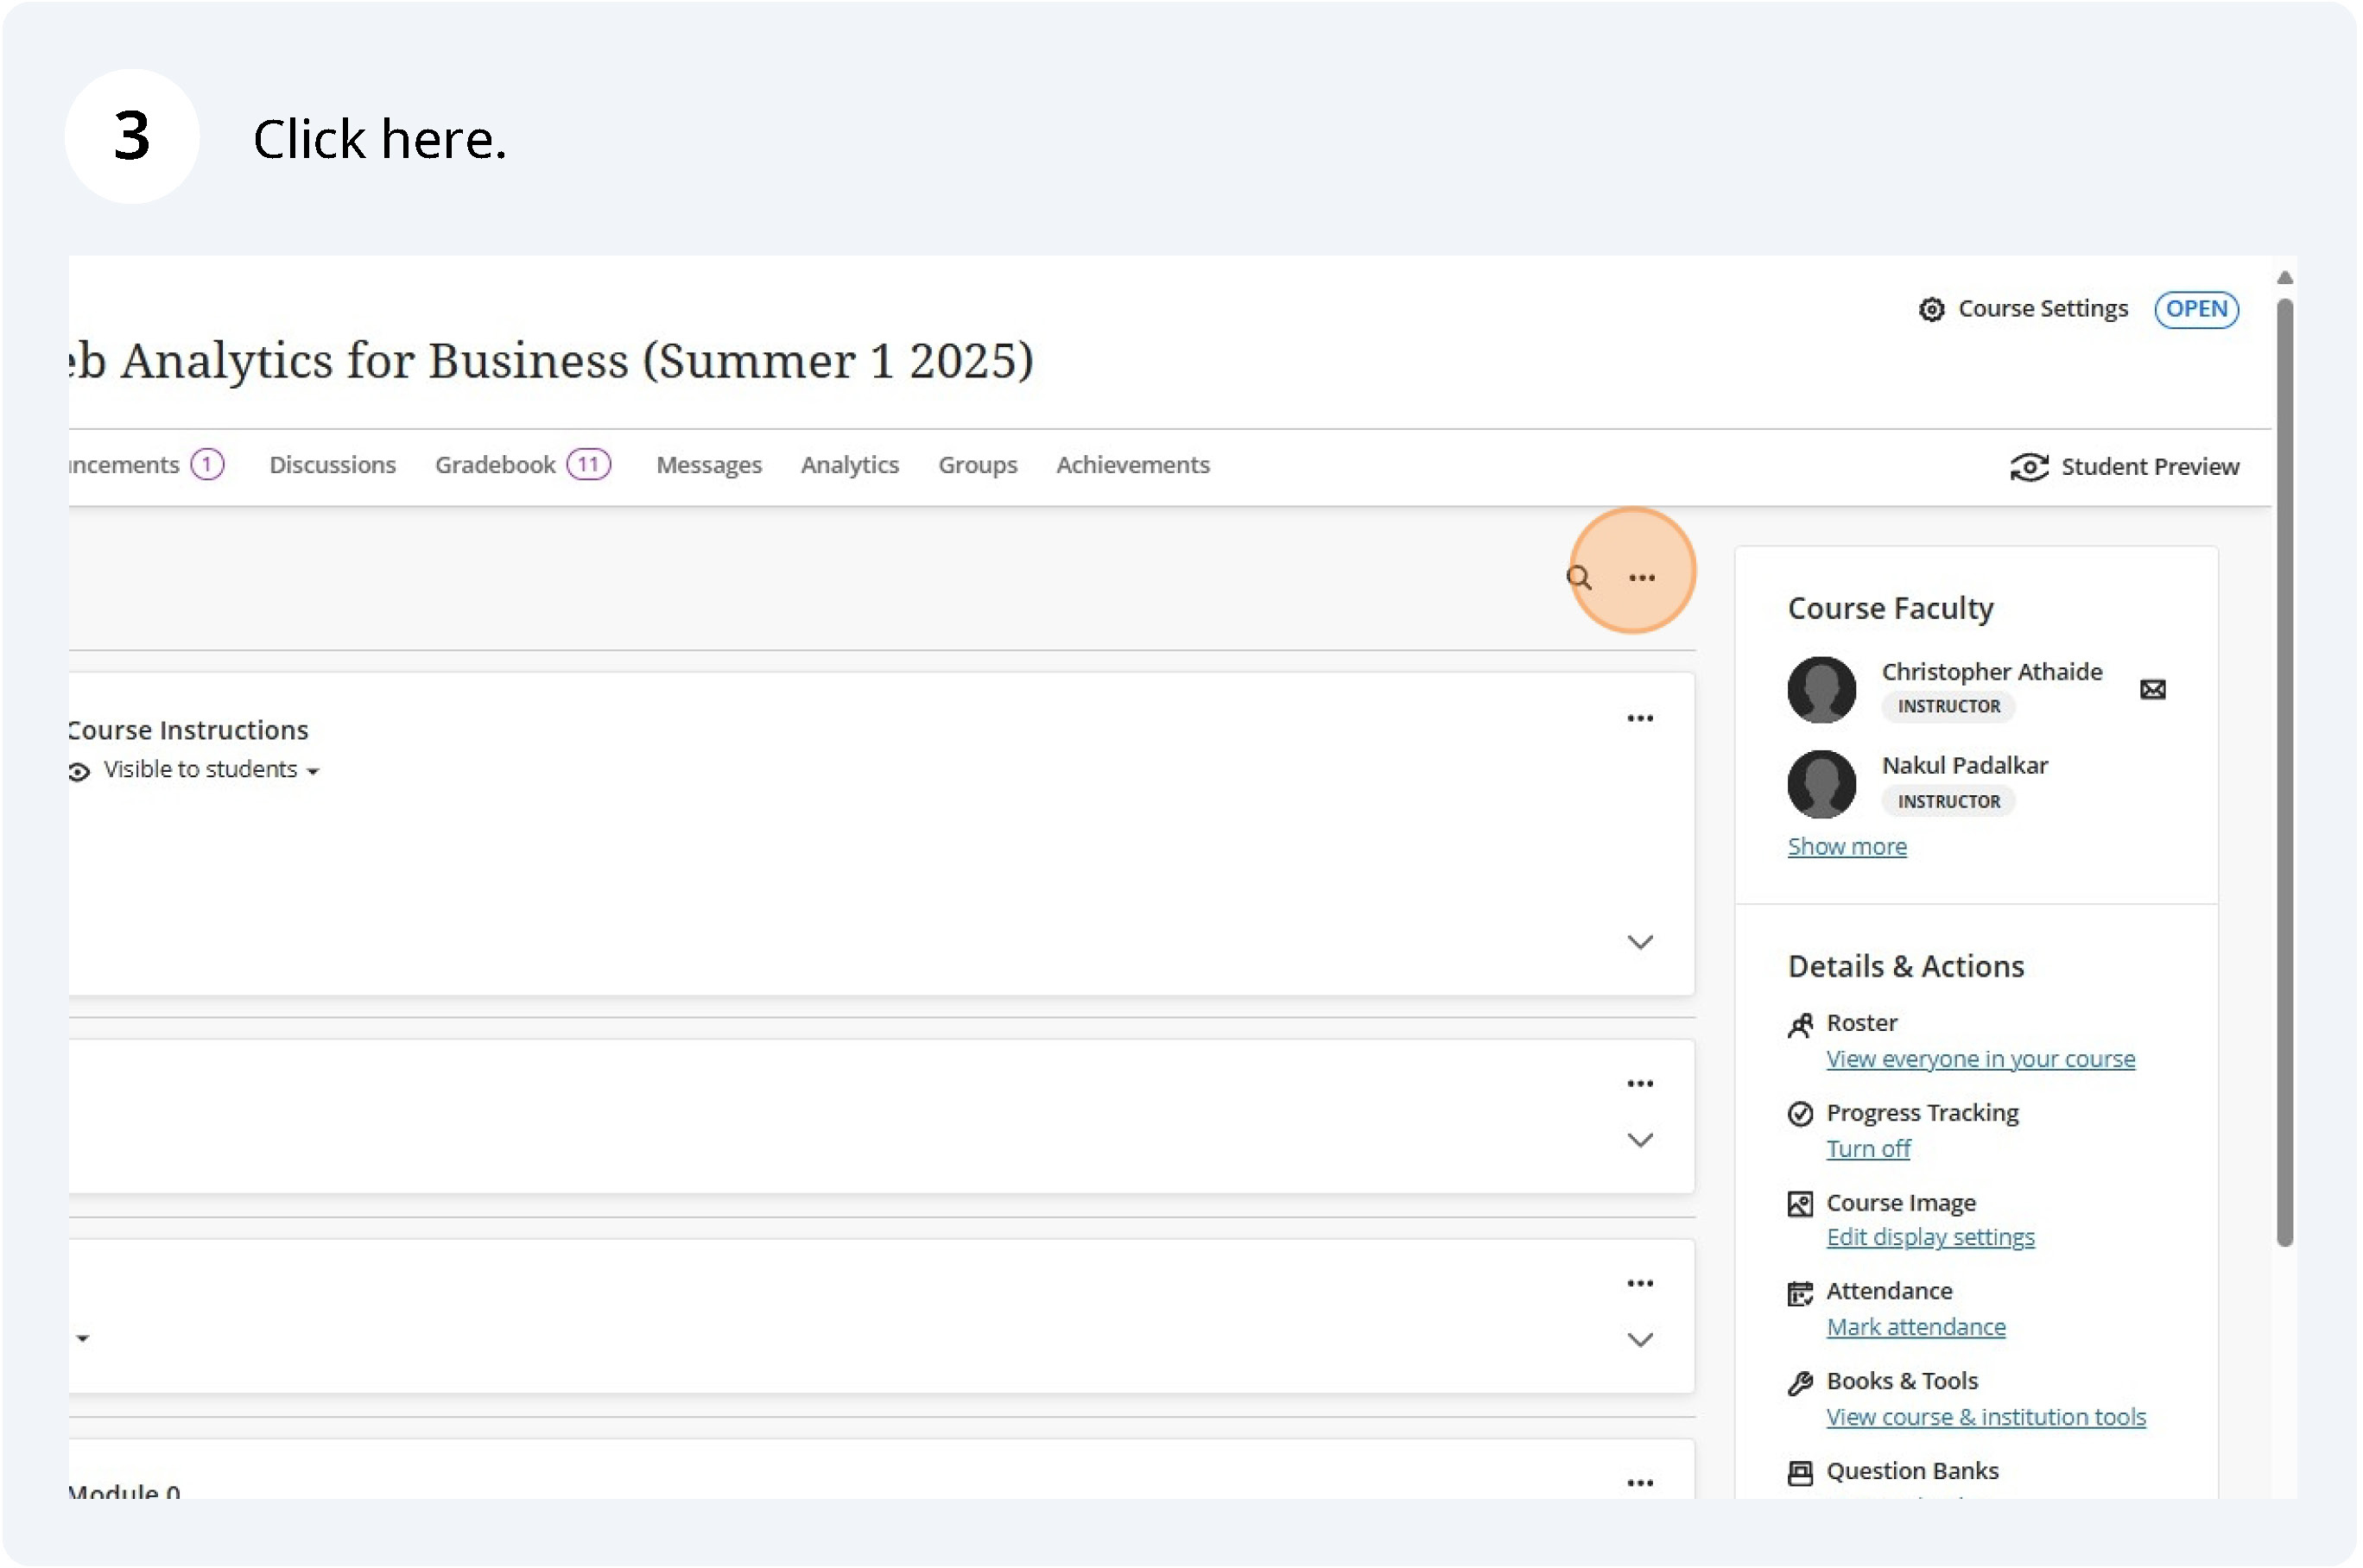 3 Click here.
Course Settings OPEN
eb Analytics for Business (Summer 1 2025)
ncements 1 Discussions Gradebook 11 Messages Analytics Groups Achievements Student Preview
Course Faculty
Christopher Athaide
INSTRUCTOR
Nakul Padalkar
INSTRUCTOR
Show more
Course Instructions
Visible to students
Details & Actions
Roster
View everyone in your course
Progress Tracking
Turn off
Course Image
Edit display settings
Attendance
Mark attendance
Books & Tools
View course & institution tools
Question Banks
Module 0